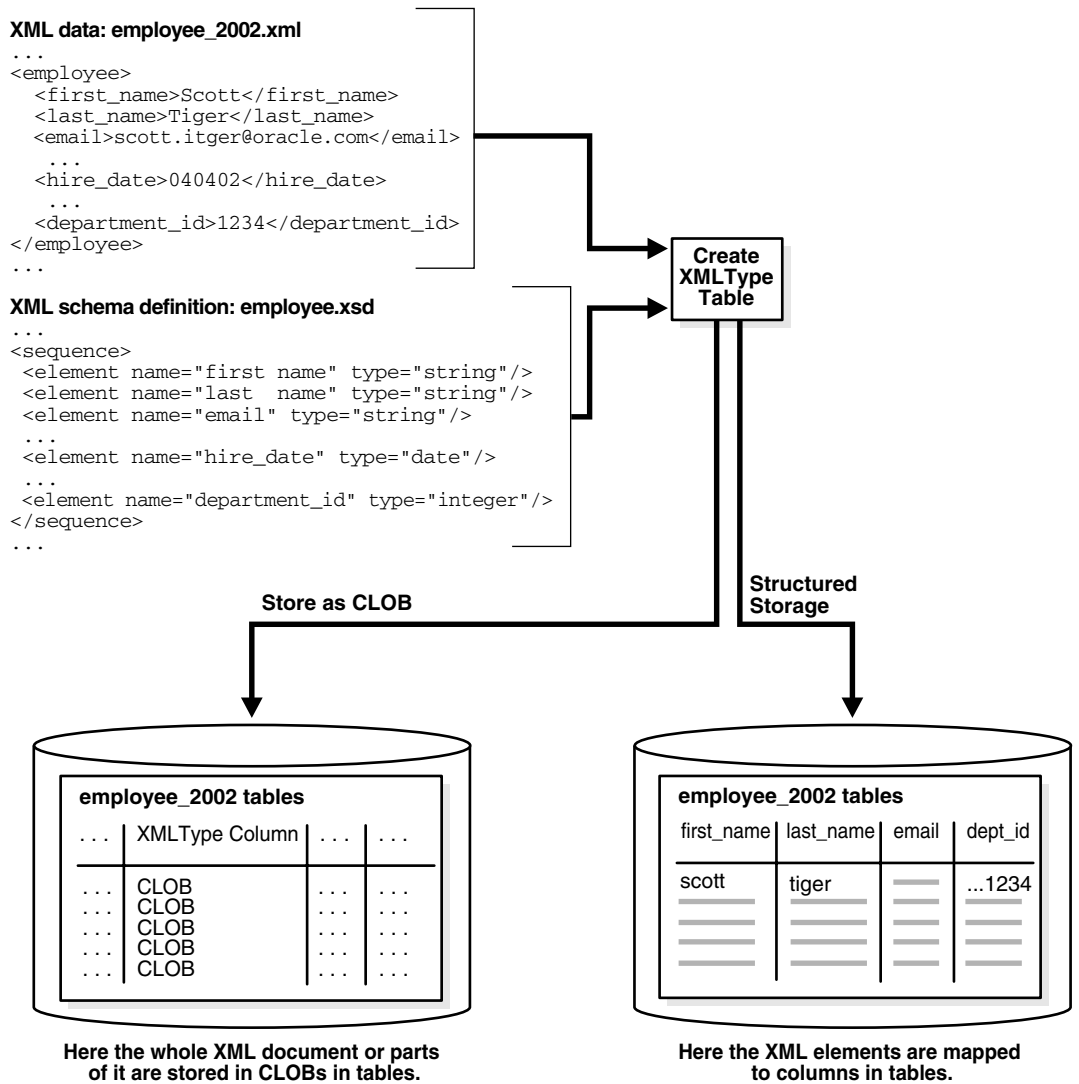 XML data: employee_2002.xml
...
<employee>
<first_name>Scott</first_name>
<last_name>Tiger</last_name>
<email>scott.itger@oracle.com</email>
...
<hire_date>040402</hire_date>
...
<department_id>1234</department_id>
</employee>
...
XML schema definition: employee.xsd
...
<sequence>
<element name="first name" type="string"/>
<element name="last  name" type="string"/>
<element name="email" type="string"/>
...
<element name="hire_date" type="date"/>
...
<element name="department_id" type="integer"/>
</sequence>
...
Create
XMLType
Table
Store as CLOB
Structured
Storage
employee_2002 tables
... XMLType Column ... ...
... CLOB ... ...
... CLOB ... ...
... CLOB ... ...
... CLOB ... ...
... CLOB ... ...
Here the whole XML document or parts
of it are stored in CLOBs in tables.
employee_2002 tables
first_name last_name email dept_id
scott tiger ...1234
Here the XML elements are mapped
to columns in tables.